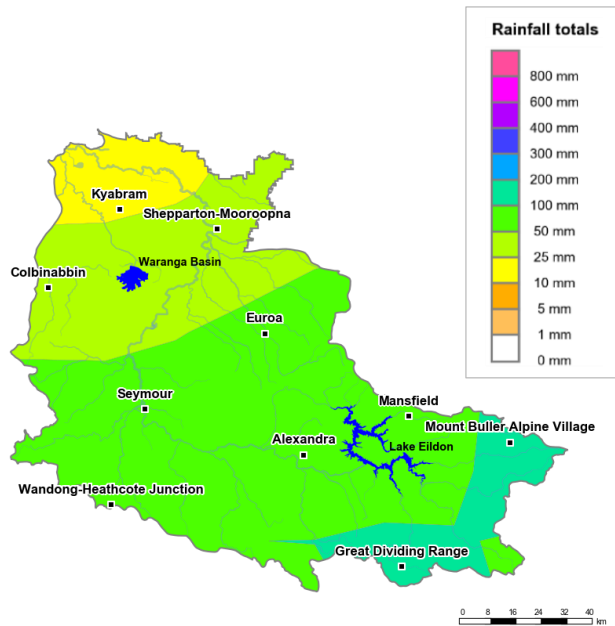 Rainfall totals
800 mm
600 mm
400 mm
300 mm
200 mm
100 mm
50 mm
25 mm
10 mm
5 mm
1 mm
0 mm
Kyabram
Shepparton-Mooroopna
Waranga Basin
Colbinabbin
Euroa
Seymour
Mansfield
Mount Buller Alpine Village
Alexandra
Lake Eildon
Wandong-Heathcote Junction
Great Dividing Range
0 8 16 24 32 40
km